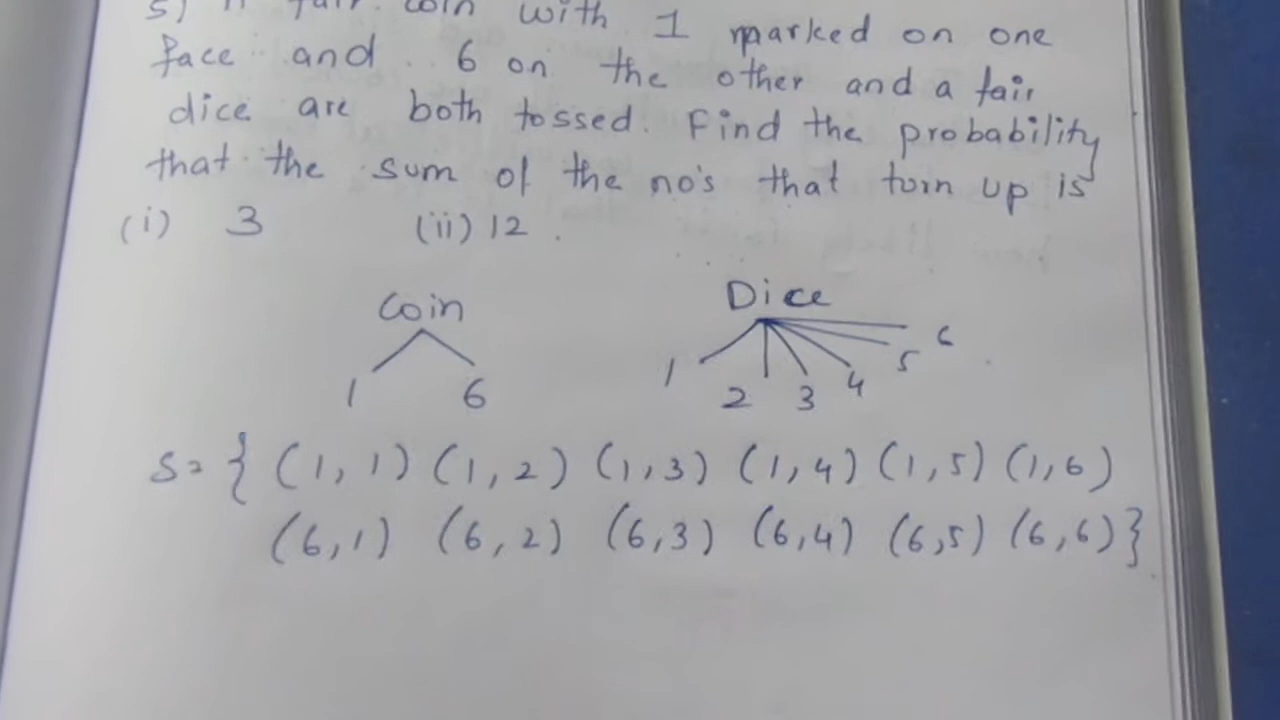 5) A fair coin with 1 marked on one
face and 6 on the other and a fair
dice are both tossed. Find the probability
that the sum of the no's that turn up is
(i) 3 (ii) 12.
Coin Dice
1 6 1 2 3 4 5 6
S = { (1, 1) (1, 2) (1, 3) (1, 4) (1, 5) (1, 6)
(6, 1) (6, 2) (6, 3) (6, 4) (6, 5) (6, 6) }